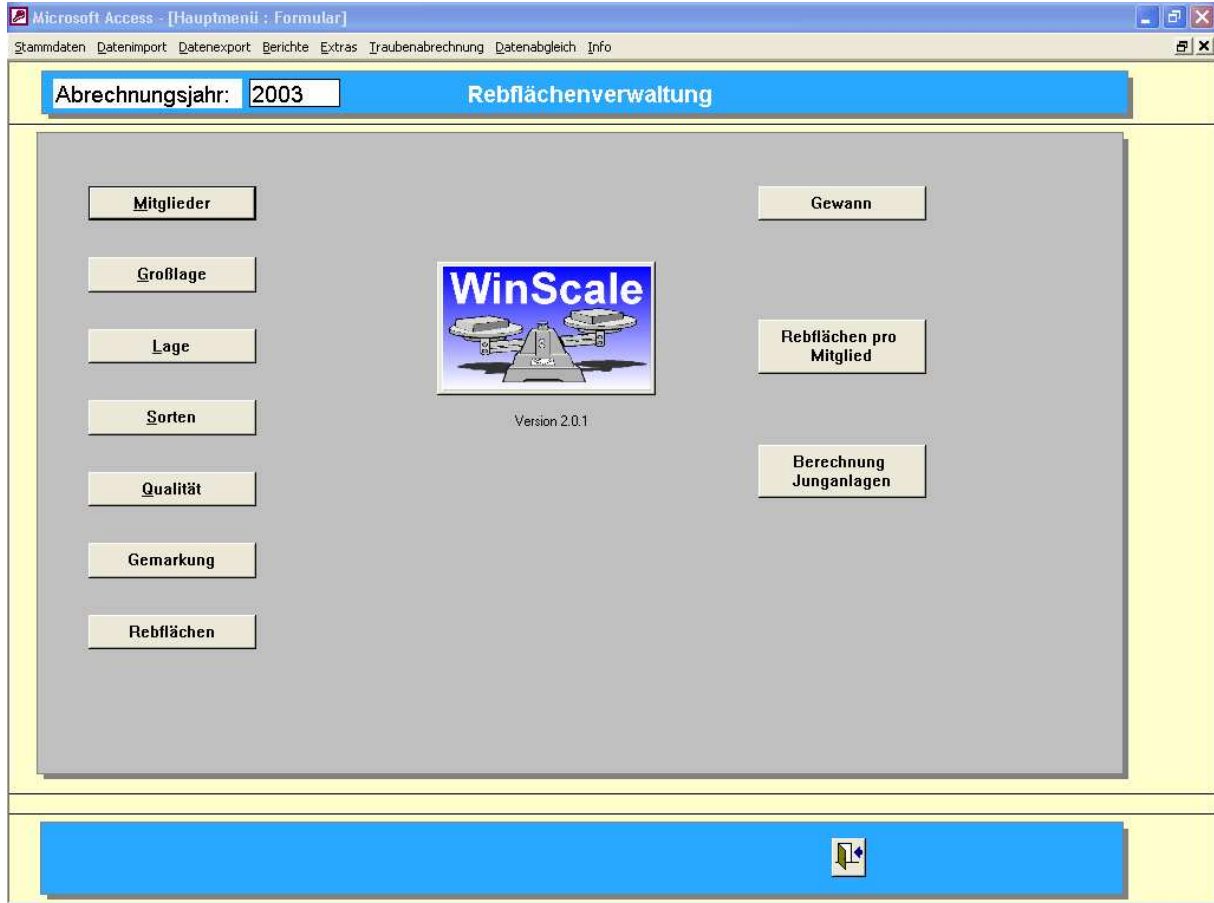 Microsoft Access - [Hauptmenü : Formular]
Stammdaten Datenimport Datenexport Berichte Extras Traubenabrechnung Datenabgleich Info
Abrechnungsjahr: 2003 Rebflächenverwaltung
Mitglieder
Gewann
Großlage
WinScale
Lage
Rebflächen pro
Mitglied
Sorten
Version 2.0.1
Berechnung
Junganlagen
Qualität
Gemarkung
Rebflächen